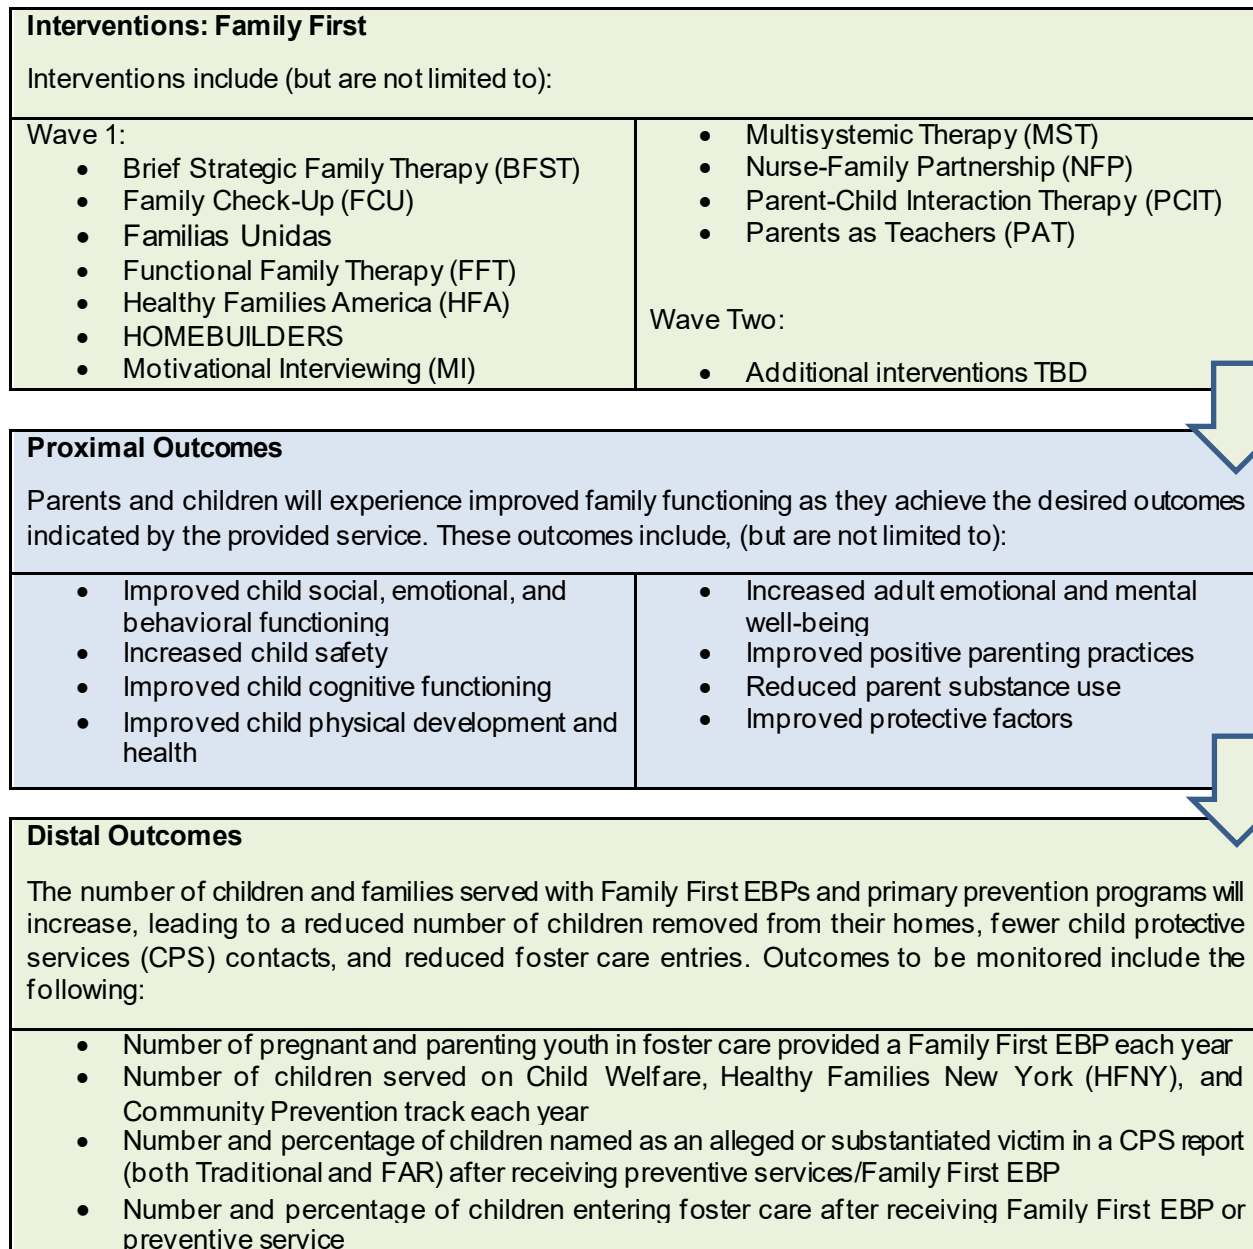 Interventions: Family First
Interventions include (but are not limited to):
Wave 1:
• Brief Strategic Family Therapy (BFST)
• Family Check-Up (FCU)
• Familias Unidas
• Functional Family Therapy (FFT)
• Healthy Families America (HFA)
• HOMEBUILDERS
• Motivational Interviewing (MI)
• Multisystemic Therapy (MST)
• Nurse-Family Partnership (NFP)
• Parent-Child Interaction Therapy (PCIT)
• Parents as Teachers (PAT)
Wave Two:
• Additional interventions TBD
Proximal Outcomes
Parents and children will experience improved family functioning as they achieve the desired outcomes
indicated by the provided service. These outcomes include, (but are not limited to):
• Improved child social, emotional, and
behavioral functioning
• Increased child safety
• Improved child cognitive functioning
• Improved child physical development and
health
• Increased adult emotional and mental
well-being
• Improved positive parenting practices
• Reduced parent substance use
• Improved protective factors
Distal Outcomes
The number of children and families served with Family First EBPs and primary prevention programs will
increase, leading to a reduced number of children removed from their homes, fewer child protective
services (CPS) contacts, and reduced foster care entries. Outcomes to be monitored include the
following:
• Number of pregnant and parenting youth in foster care provided a Family First EBP each year
• Number of children served on Child Welfare, Healthy Families New York (HFNY), and
Community Prevention track each year
• Number and percentage of children named as an alleged or substantiated victim in a CPS report
(both Traditional and FAR) after receiving preventive services/Family First EBP
• Number and percentage of children entering foster care after receiving Family First EBP or
preventive service